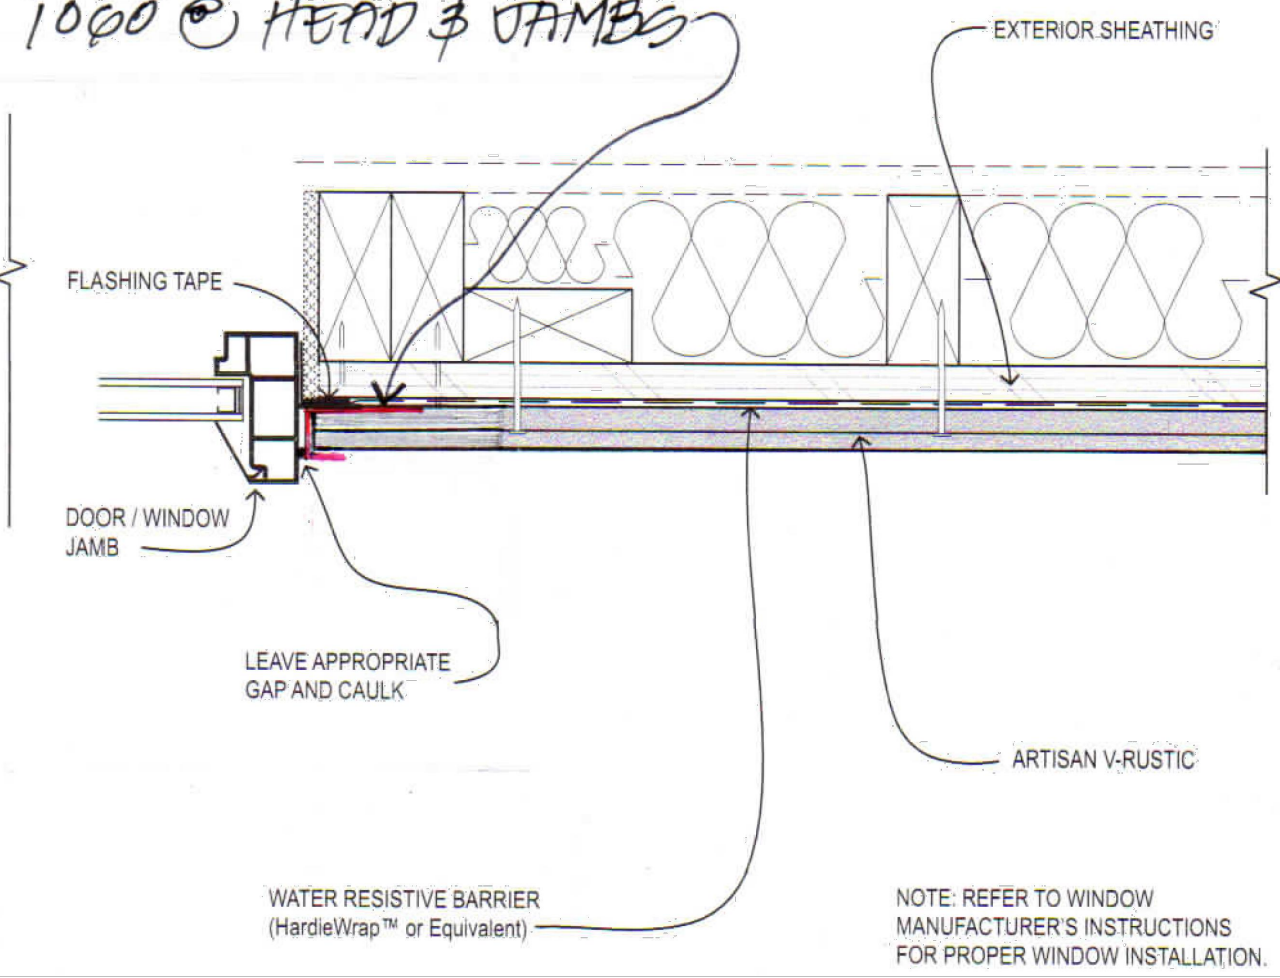 1060 @ HEAD & JAMBS
EXTERIOR SHEATHING
FLASHING TAPE
DOOR / WINDOW
JAMB
LEAVE APPROPRIATE
GAP AND CAULK
ARTISAN V-RUSTIC
WATER RESISTIVE BARRIER
(HardieWrap™ or Equivalent)
NOTE: REFER TO WINDOW
MANUFACTURER'S INSTRUCTIONS
FOR PROPER WINDOW INSTALLATION.